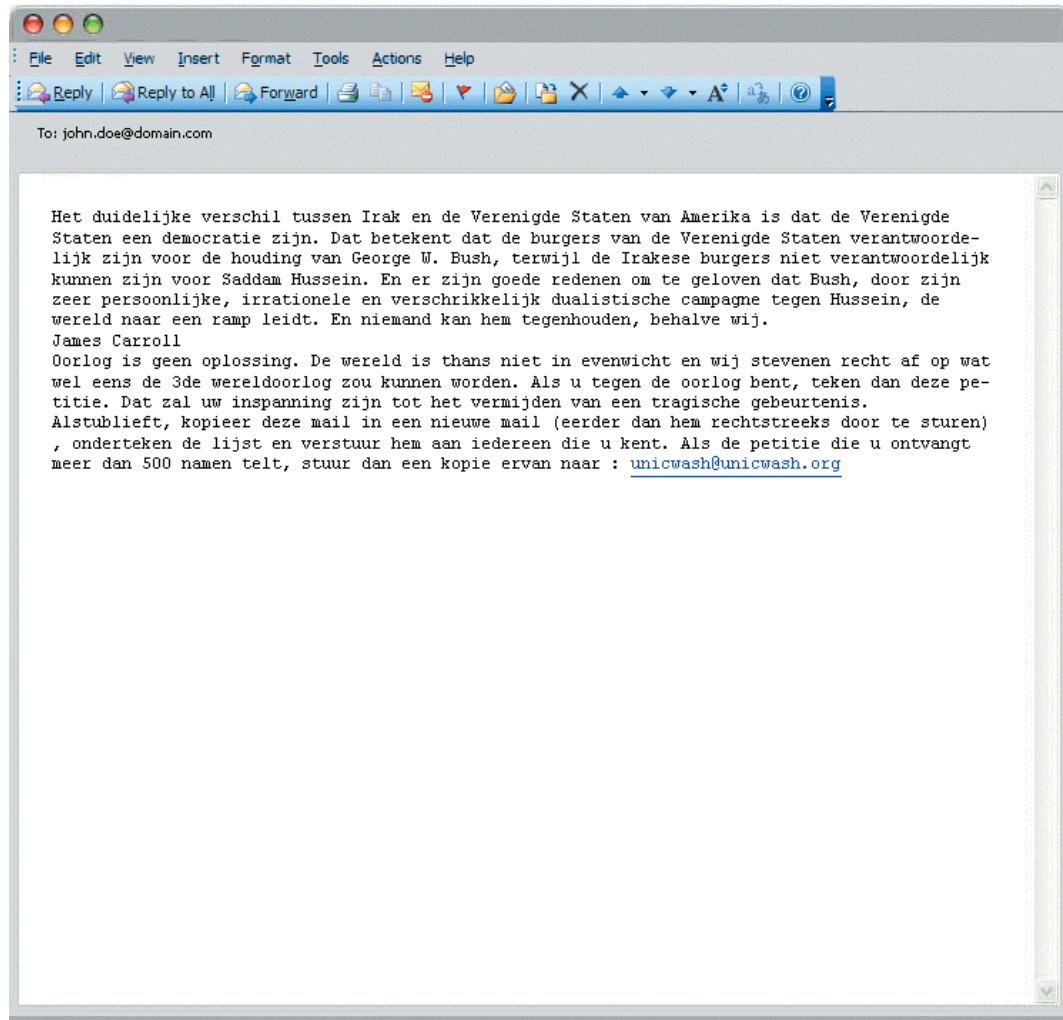 File Edit View Insert Format Tools Actions Help
Reply Reply to All Forward
To: john.doe@domain.com
Het duidelijke verschil tussen Irak en de Verenigde Staten van Amerika is dat de Verenigde
Staten een democratie zijn. Dat betekent dat de burgers van de Verenigde Staten verantwoorde-
lijk zijn voor de houding van George W. Bush, terwijl de Irakese burgers niet verantwoordelijk
kunnen zijn voor Saddam Hussein. En er zijn goede redenen om te geloven dat Bush, door zijn
zeer persoonlijke, irrationele en verschrikkelijk dualistische campagne tegen Hussein, de
wereld naar een ramp leidt. En niemand kan hem tegenhouden, behalve wij.
James Carroll
Oorlog is geen oplossing. De wereld is thans niet in evenwicht en wij stevenen recht af op wat
wel eens de 3de wereldoorlog zou kunnen worden. Als u tegen de oorlog bent, teken dan deze pe-
titie. Dat zal uw inspanning zijn tot het vermijden van een tragische gebeurtenis.
Alstublieft, kopieer deze mail in een nieuwe mail (eerder dan hem rechtstreeks door te sturen)
, onderteken de lijst en verstuur hem aan iedereen die u kent. Als de petitie die u ontvangt
meer dan 500 namen telt, stuur dan een kopie ervan naar : unicwash@unicwash.org